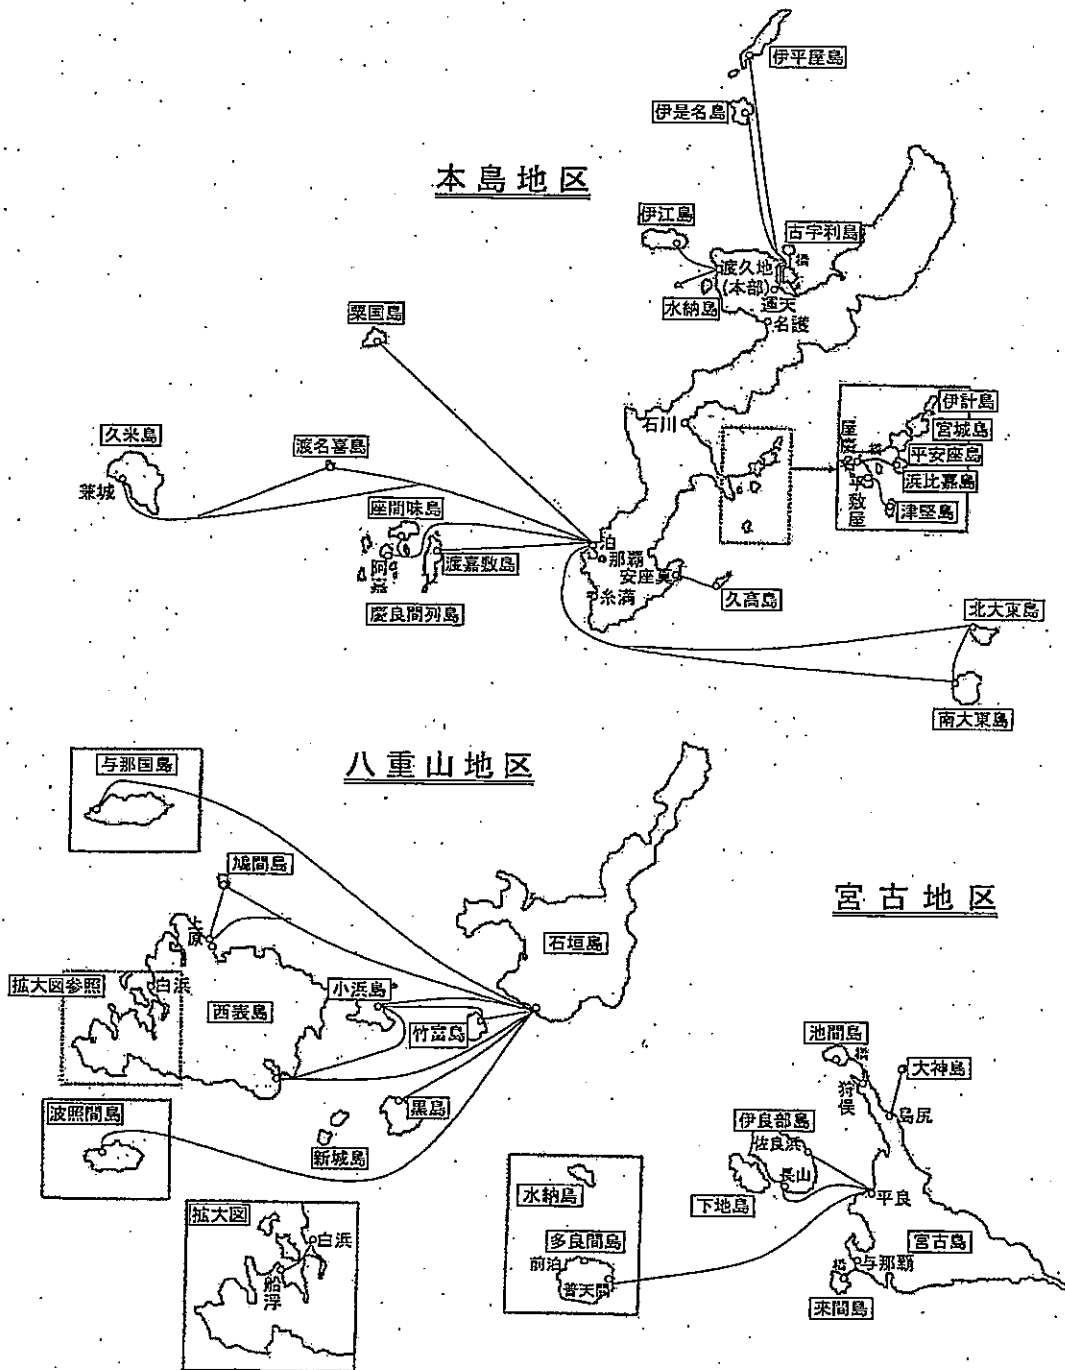 伊平屋島
伊是名島
本島地区
伊江島
古宇利島
橋
渡久地
(本部)
水納島
運天
名護
粟国島
石川
伊計島
宮城島
屋慶名
橋
平安座島
平敷屋
浜比嘉島
津堅島
久米島
兼城
渡名喜島
座間味島
阿嘉
渡嘉敷島
慶良間列島
泊
那覇
安座真
糸満
久高島
北大東島
南大東島
八重山地区
与那国島
鳩間島
上原
石垣島
拡大図参照
白浜
西表島
小浜島
竹富島
波照間島
黒島
新城島
拡大図
白浜
船浮
宮古地区
池間島
橋
狩俣
大神島
島尻
伊良部島
佐良浜
長山
下地島
平良
水納島
多良間島
前泊
普天間
宮古島
与那覇
橋
来間島